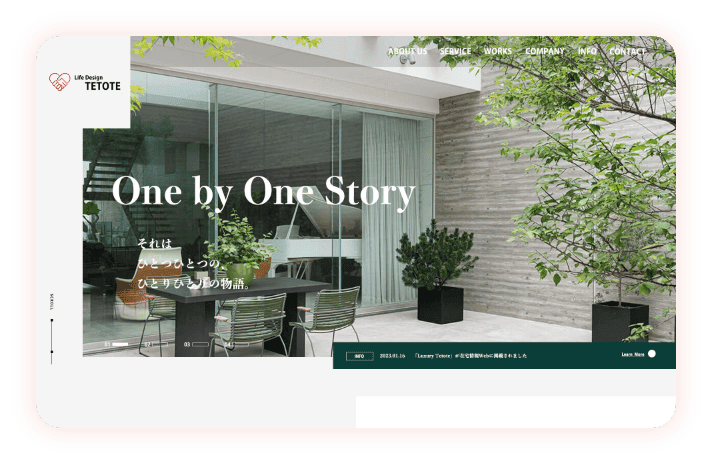 Life Design
TETOTE
ABOUT US SERVICE WORKS COMPANY INFO CONTACT
One by One Story
それは
ひとつひとつの、
ひとりひとりの物語。
SCROLL
01 02 03 04
INFO 2023.01.16 「Luxury Tetote」が住宅情報Webに掲載されました Learn More